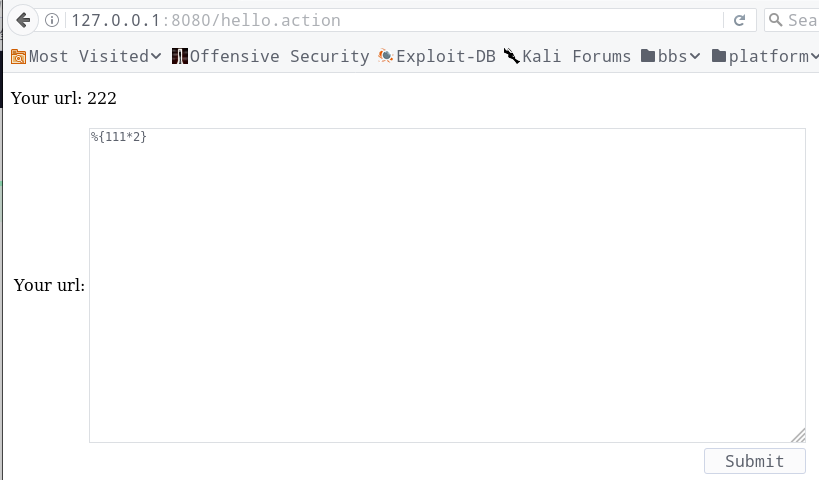 127.0.0.1:8080/hello.action Sea
Most Visited Offensive Security Exploit-DB Kali Forums bbs platform
Your url: 222
%{111*2}
Your url:
Submit